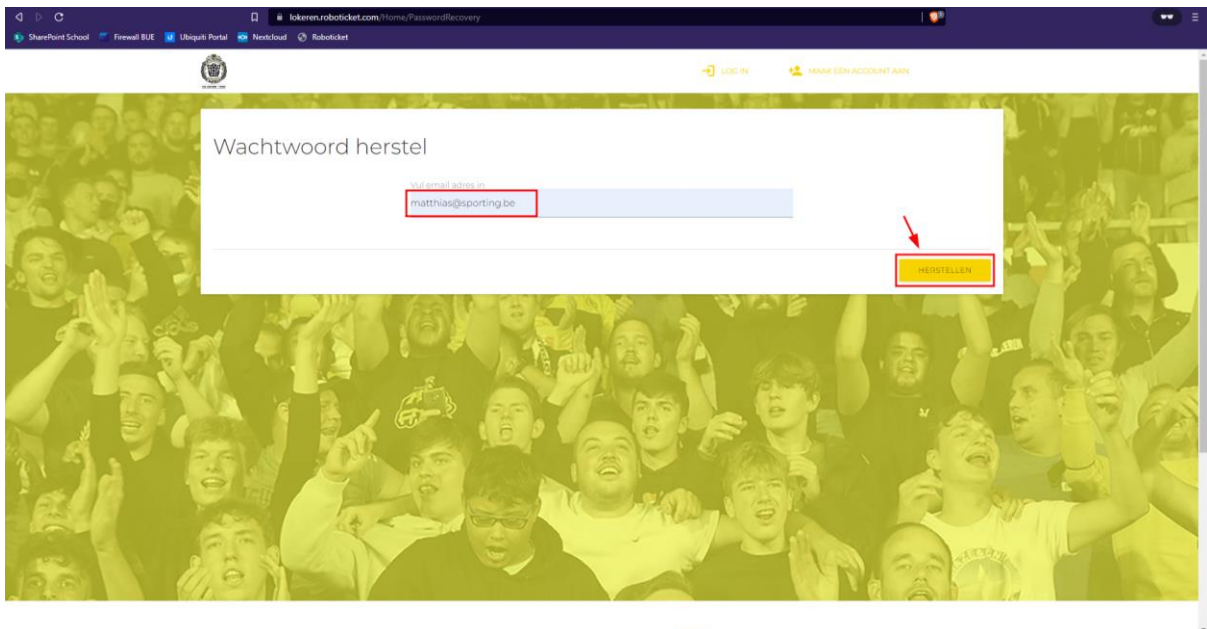 lokeren.roboticket.com/Home/PasswordRecovery
SharePoint School Firewall BUE Ubiquiti Portal Nextcloud Roboticket
LOG IN MAAK EEN ACCOUNT AAN
Wachtwoord herstel
Vul email adres in
matthias@sporting.be
HERSTELLEN